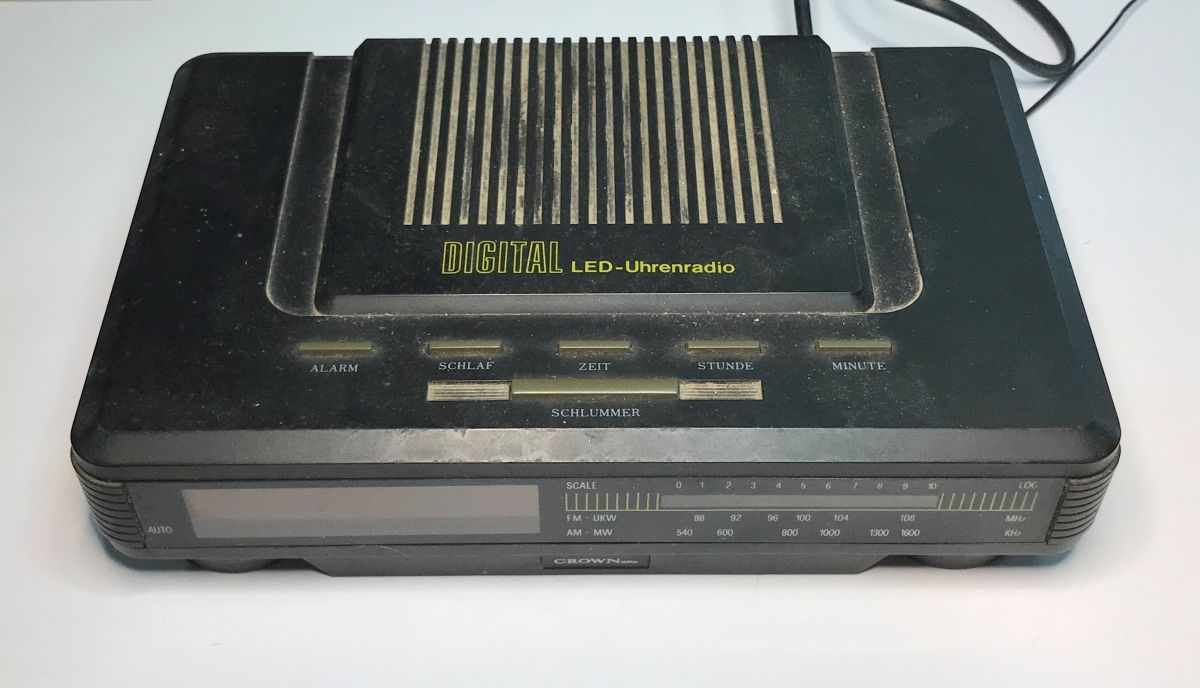 DIGITAL LED-Uhrenradio
ALARM SCHLAF ZEIT STUNDE MINUTE
SCHLUMMER
SCALE 0 1 2 3 4 5 6 7 8 9 10 LOG
AUTO FM - UKW 88 92 96 100 104 108 MHz
AM - MW 540 600 800 1000 1300 1600 KHz
CROWN